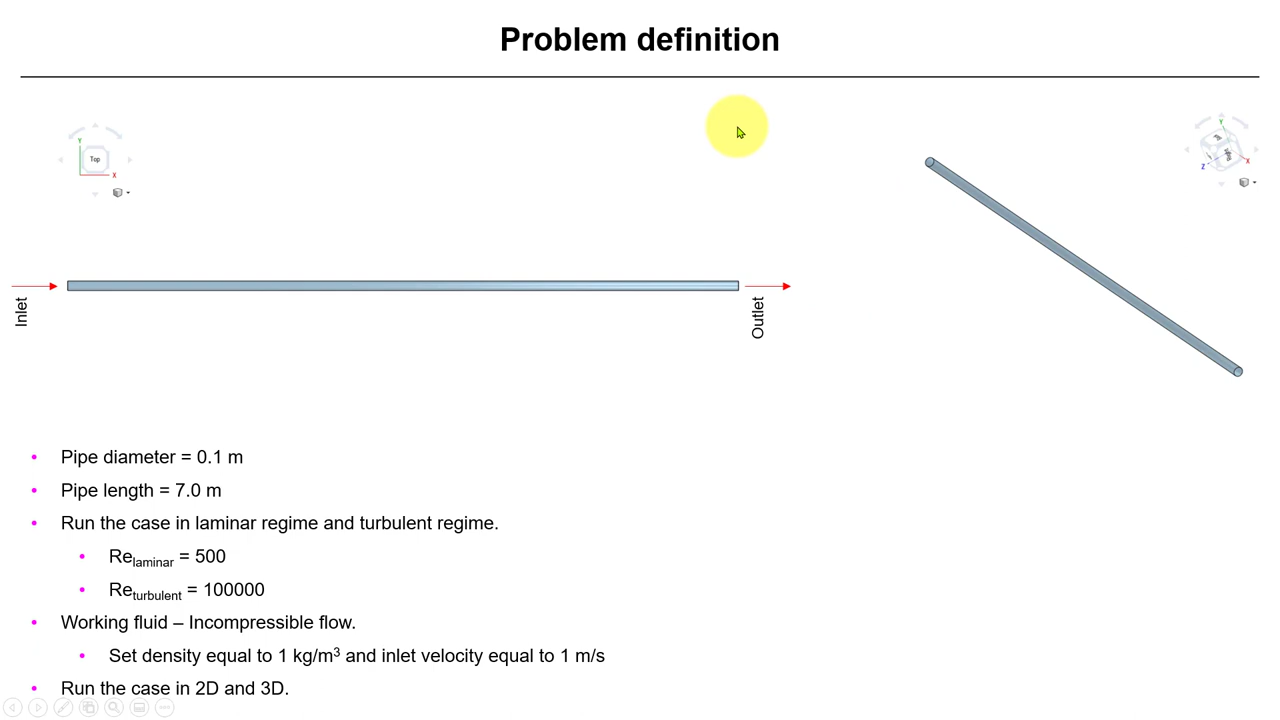 Problem definition
Y
Top
X
Inlet
Outlet
Y
Z
X
• Pipe diameter = 0.1 m
• Pipe length = 7.0 m
• Run the case in laminar regime and turbulent regime.
• Relaminar = 500
• Returbulent = 100000
• Working fluid – Incompressible flow.
• Set density equal to 1 kg/m³ and inlet velocity equal to 1 m/s
• Run the case in 2D and 3D.